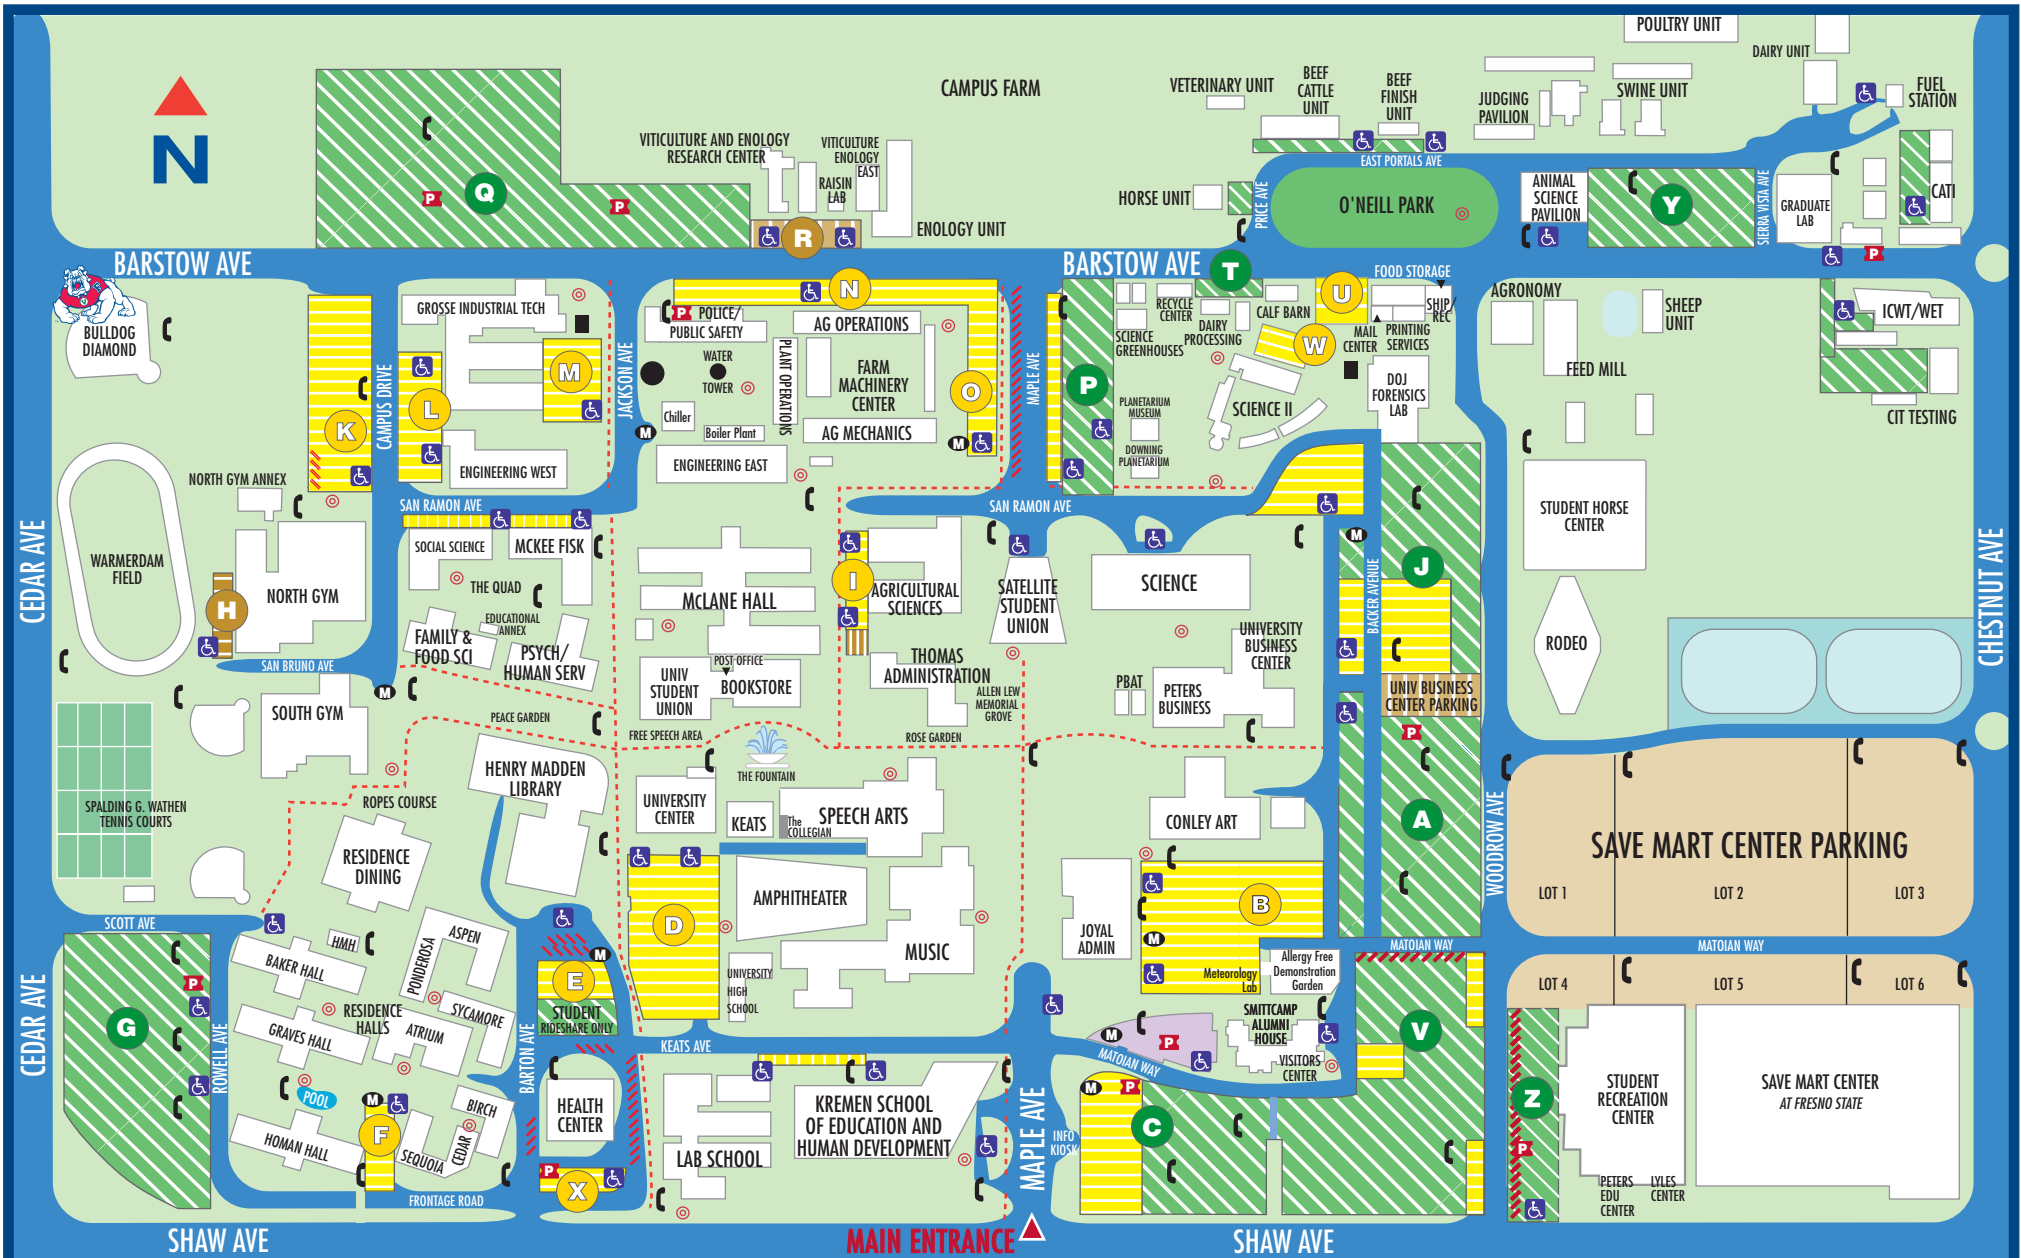 POULTRY UNIT
DAIRY UNIT
CAMPUS FARM
VETERINARY UNIT
BEEF
CATTLE
UNIT
BEEF
FINISH
UNIT
JUDGING
PAVILION
SWINE UNIT
FUEL
STATION
N
VITICULTURE AND ENOLOGY
RESEARCH CENTER
VITICULTURE
ENOLOGY
EAST
RAISIN
LAB
ENOLOGY UNIT
EAST PORTALS AVE
HORSE UNIT
PRICE AVE
O'NEILL PARK
ANIMAL
SCIENCE
PAVILION
Y
SIERRA VISTA AVE
GRADUATE
LAB
CATI
P
Q
P
R
P
BARSTOW AVE
BARSTOW AVE
T
FOOD STORAGE
BULLDOG
DIAMOND
GROSSE INDUSTRIAL TECH
P
POLICE/
PUBLIC SAFETY
N
AG OPERATIONS
RECYCLE
CENTER
SCIENCE
GREENHOUSES
DAIRY
PROCESSING
CALF BARN
U
SHIP/
REC
MAIL
CENTER
PRINTING
SERVICES
AGRONOMY
SHEEP
UNIT
ICWT/WET
FEED MILL
CIT TESTING
K
CAMPUS DRIVE
L
M
JACKSON AVE
WATER
TOWER
PLANT OPERATIONS
FARM
MACHINERY
CENTER
O
MAPLE AVE
P
W
DOJ
FORENSICS
LAB
SCIENCE II
PLANETARIUM
MUSEUM
DOWNING
PLANETARIUM
Chiller
Boiler Plant
M
AG MECHANICS
M
ENGINEERING WEST
ENGINEERING EAST
NORTH GYM ANNEX
SAN RAMON AVE
SAN RAMON AVE
STUDENT HORSE
CENTER
CEDAR AVE
WARMERDAM
FIELD
H
NORTH GYM
SOCIAL SCIENCE
MCKEE FISK
THE QUAD
EDUCATIONAL
ANNEX
FAMILY &
FOOD SCI
PSYCH/
HUMAN SERV
McLANE HALL
I
AGRICULTURAL
SCIENCES
SATELLITE
STUDENT
UNION
SCIENCE
M
BACKER AVENUE
J
RODEO
CHESTNUT AVE
SAN BRUNO AVE
M
SOUTH GYM
UNIV
STUDENT
UNION
POST OFFICE
BOOKSTORE
THOMAS
ADMINISTRATION
ALLEN LEW
MEMORIAL
GROVE
UNIVERSITY
BUSINESS
CENTER
PBAT
PETERS
BUSINESS
UNIV BUSINESS
CENTER PARKING
P
PEACE GARDEN
FREE SPEECH AREA
ROSE GARDEN
THE FOUNTAIN
HENRY MADDEN
LIBRARY
ROPES COURSE
SPALDING G. WATHEN
TENNIS COURTS
RESIDENCE
DINING
UNIVERSITY
CENTER
KEATS
The
COLLEGIAN
SPEECH ARTS
CONLEY ART
A
WOODROW AVE
SAVE MART CENTER PARKING
LOT 1
LOT 2
LOT 3
SCOTT AVE
AMPHITHEATER
D
MUSIC
UNIVERSITY
HIGH
SCHOOL
JOYAL
ADMIN
B
M
Meteorology
Lab
Allergy Free
Demonstration
Garden
MATOIAN WAY
MATOIAN WAY
LOT 4
LOT 5
LOT 6
HMH
PONDEROSA
ASPEN
BAKER HALL
SYCAMORE
RESIDENCE
HALLS
GRAVES HALL
ATRIUM
M
E
STUDENT
RIDESHARE ONLY
P
G
CEDAR AVE
ROWELL AVE
BARTON AVE
KEATS AVE
M
P
MATOIAN WAY
SMITTCAMP
ALUMNI
HOUSE
VISITORS
CENTER
V
POOL
M
F
HOMAN HALL
SEQUOIA
CEDAR
BIRCH
HEALTH
CENTER
P
X
LAB SCHOOL
KREMEN SCHOOL
OF EDUCATION AND
HUMAN DEVELOPMENT
MAPLE AVE
INFO
KIOSK
M
P
C
Z
P
STUDENT
RECREATION
CENTER
SAVE MART CENTER
AT FRESNO STATE
PETERS
EDU
CENTER
LYLES
CENTER
FRONTAGE ROAD
SHAW AVE
MAIN ENTRANCE
SHAW AVE